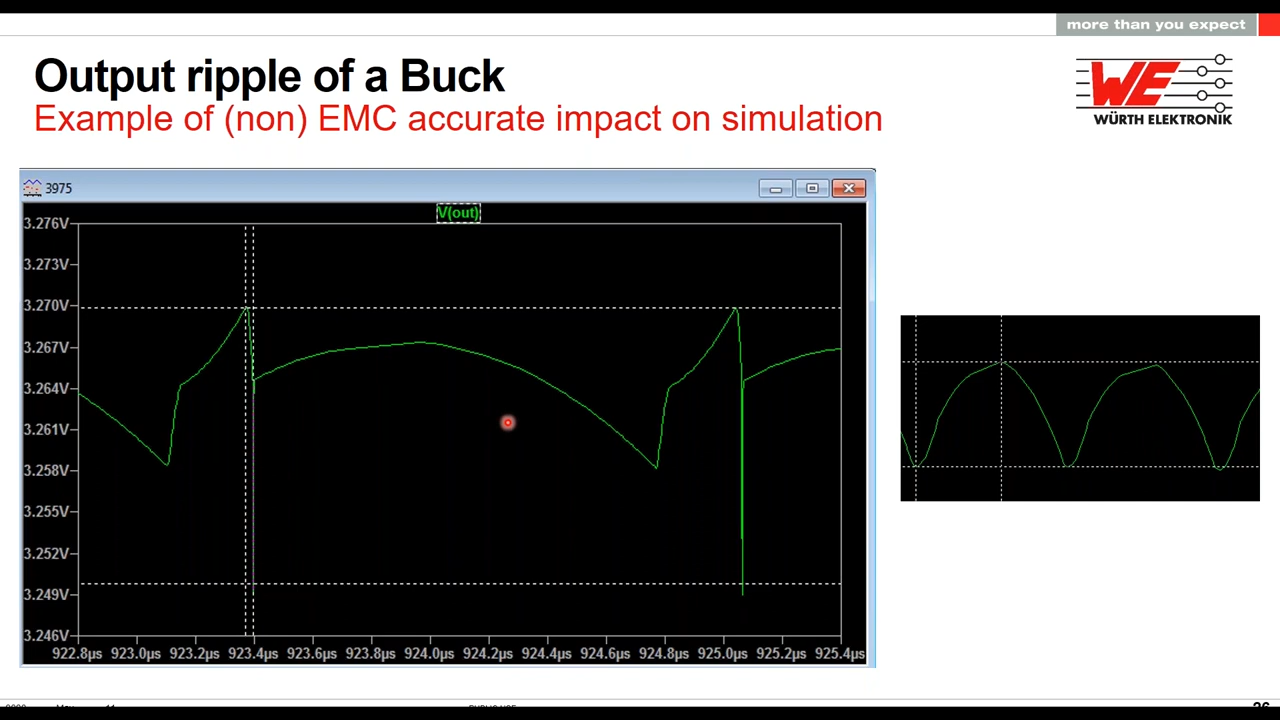 more than you expect
Output ripple of a Buck
Example of (non) EMC accurate impact on simulation
WE
WÜRTH ELEKTRONIK
3975
V(out)
3.276V
3.273V
3.270V
3.267V
3.264V
3.261V
3.258V
3.255V
3.252V
3.249V
3.246V
922.8µs 923.0µs 923.2µs 923.4µs 923.6µs 923.8µs 924.0µs 924.2µs 924.4µs 924.6µs 924.8µs 925.0µs 925.2µs 925.4µs